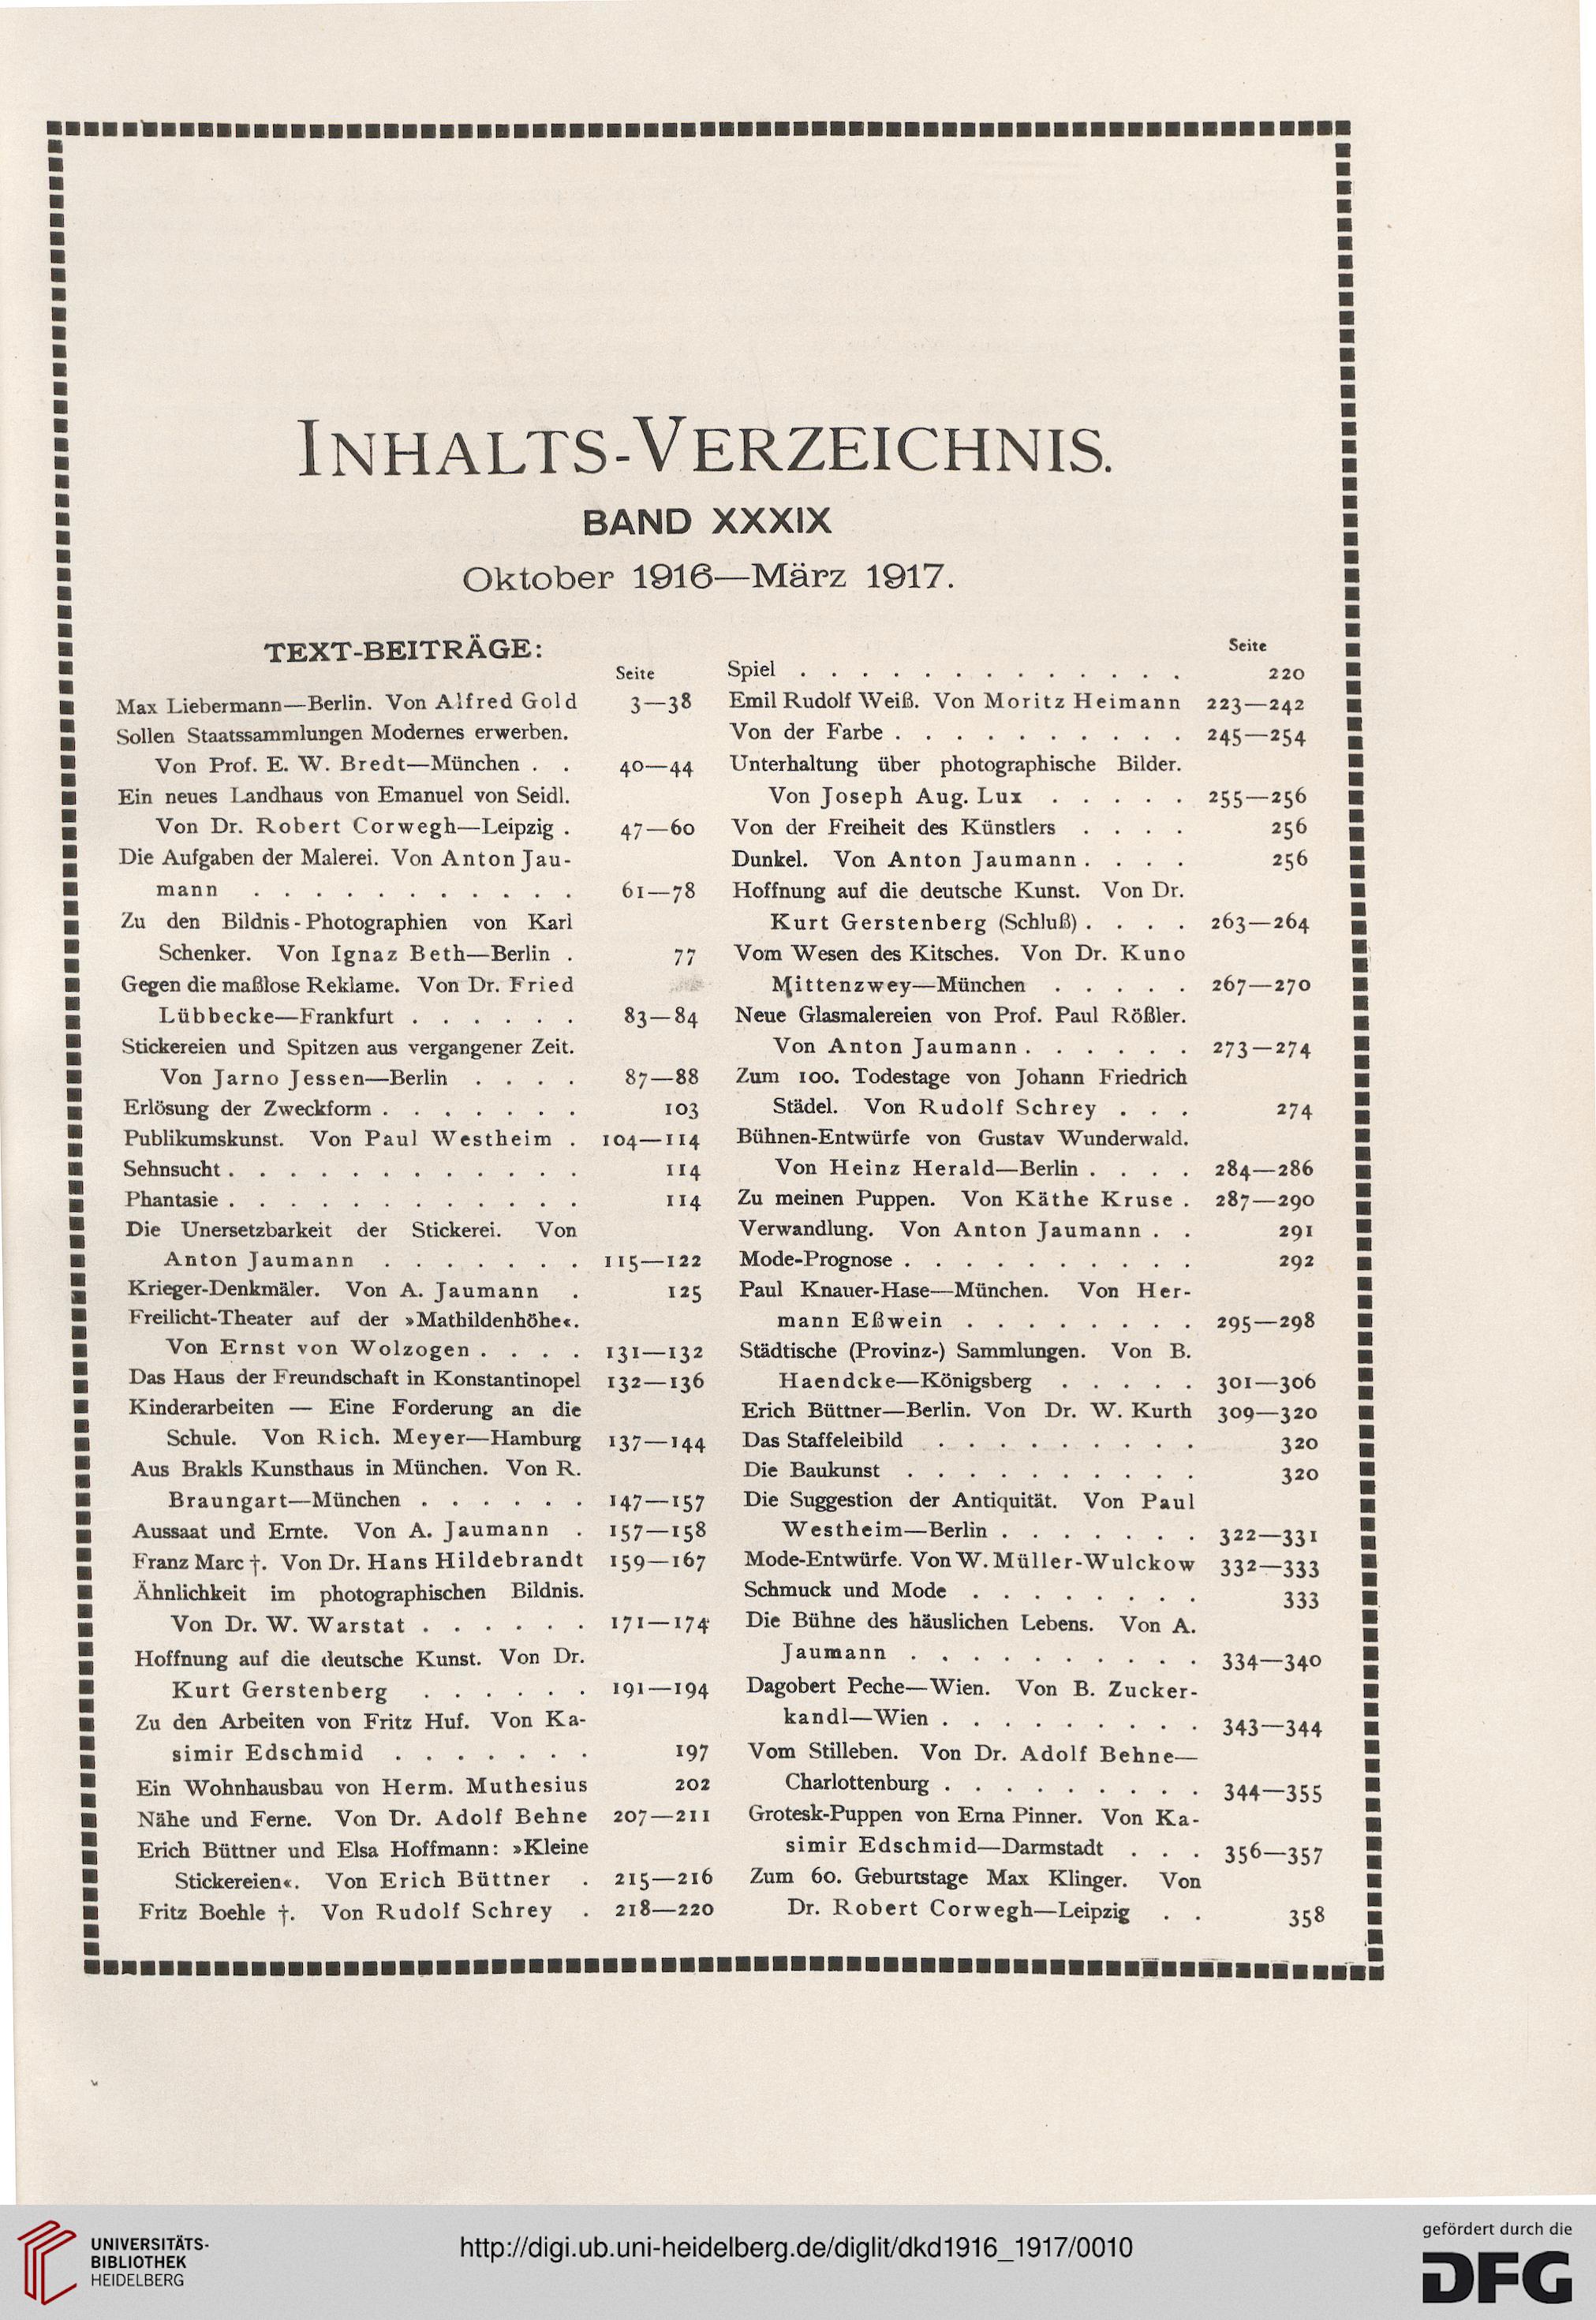 INHALTS-VERZEICHNIS.
BAND XXXIX
Oktober 1916—März 1917.
TEXT-BEITRÄGE:
Seite
Max Liebermann—Berlin. Von Alfred Gold 3—38
Sollen Staatssammlungen Modernes erwerben.
Von Prof. E. W. Bredt—München . . 40—44
Ein neues Landhaus von Emanuel von Seidl.
Von Dr. Robert Corwegh—Leipzig . 47—60
Die Aufgaben der Malerei. Von Anton Jau-
mann . . . . . . . . . . . 61—78
Zu den Bildnis-Photographien von Karl
Schenker. Von Ignaz Beth—Berlin . 77
Gegen die maßlose Reklame. Von Dr. Fried
Lübbecke—Frankfurt . . . . . . 83—84
Stickereien und Spitzen aus vergangener Zeit.
Von Jarno Jessen—Berlin . . . . 87—88
Erlösung der Zweckform . . . . . . . 103
Publikumskunst. Von Paul Westheim . 104—114
Sehnsucht . . . . . . . . . . . . 114
Phantasie . . . . . . . . . . . . 114
Die Unersetzbarkeit der Stickerei. Von
Anton Jaumann . . . . . . . 115—122
Krieger-Denkmäler. Von A. Jaumann . 125
Freilicht-Theater auf der »Mathildenhöhe«.
Von Ernst von Wolzogen . . . . 131—132
Das Haus der Freundschaft in Konstantinopel 132—136
Kinderarbeiten — Eine Forderung an die
Schule. Von Rich. Meyer—Hamburg 137—144
Aus Brakls Kunsthaus in München. Von R.
Braungart—München . . . . . . 147—157
Aussaat und Ernte. Von A. Jaumann . 157—158
Franz Marc †. Von Dr. Hans Hildebrandt 159—167
Ähnlichkeit im photographischen Bildnis.
Von Dr. W. Warstat . . . . . . 171—174
Hoffnung auf die deutsche Kunst. Von Dr.
Kurt Gerstenberg . . . . . . 191—194
Zu den Arbeiten von Fritz Huf. Von Ka-
simir Edschmid . . . . . . . 197
Ein Wohnhausbau von Herm. Muthesius 202
Nähe und Ferne. Von Dr. Adolf Behne 207—211
Erich Büttner und Elsa Hoffmann: »Kleine
Stickereien«. Von Erich Büttner . 215—216
Fritz Boehle †. Von Rudolf Schrey . 218—220
Seite
Spiel . . . . . . . . . . . . . 220
Emil Rudolf Weiß. Von Moritz Heimann 223—242
Von der Farbe . . . . . . . . . . 245—254
Unterhaltung über photographische Bilder.
Von Joseph Aug. Lux . . . . . 255—256
Von der Freiheit des Künstlers . . . . 256
Dunkel. Von Anton Jaumann . . . . 256
Hoffnung auf die deutsche Kunst. Von Dr.
Kurt Gerstenberg (Schluß) . . . . 263—264
Vom Wesen des Kitsches. Von Dr. Kuno
Mittenzwey—München . . . . . 267—270
Neue Glasmalereien von Prof. Paul Rößler.
Von Anton Jaumann . . . . . . 273—274
Zum 100. Todestage von Johann Friedrich
Städel. Von Rudolf Schrey . . . 274
Bühnen-Entwürfe von Gustav Wunderwald.
Von Heinz Herald—Berlin . . . . 284—286
Zu meinen Puppen. Von Käthe Kruse . 287—290
Verwandlung. Von Anton Jaumann . . 291
Mode-Prognose . . . . . . . . . . 292
Paul Knauer-Hase—München. Von Her-
mann Eßwein . . . . . . . . 295—298
Städtische (Provinz-) Sammlungen. Von B.
Haendcke—Königsberg . . . . . 301—306
Erich Büttner—Berlin. Von Dr. W. Kurth 309—320
Das Staffeleibild . . . . . . . . . 320
Die Baukunst . . . . . . . . . . 320
Die Suggestion der Antiquität. Von Paul
Westheim—Berlin . . . . . . . 322—331
Mode-Entwürfe. Von W. Müller-Wulckow 332—333
Schmuck und Mode . . . . . . . . 333
Die Bühne des häuslichen Lebens. Von A.
Jaumann . . . . . . . . . . 334—340
Dagobert Peche—Wien. Von B. Zucker-
kandl—Wien . . . . . . . . . 343—344
Vom Stilleben. Von Dr. Adolf Behne—
Charlottenburg . . . . . . . . . 344—355
Grotesk-Puppen von Erna Pinner. Von Ka-
simir Edschmid—Darmstadt . . . 356—357
Zum 60. Geburtstage Max Klinger. Von
Dr. Robert Corwegh—Leipzig . . 358
UNIVERSITÄTS-
BIBLIOTHEK
HEIDELBERG
http://digi.ub.uni-heidelberg.de/diglit/dkd1916_1917/0010
gefördert durch die
DFG